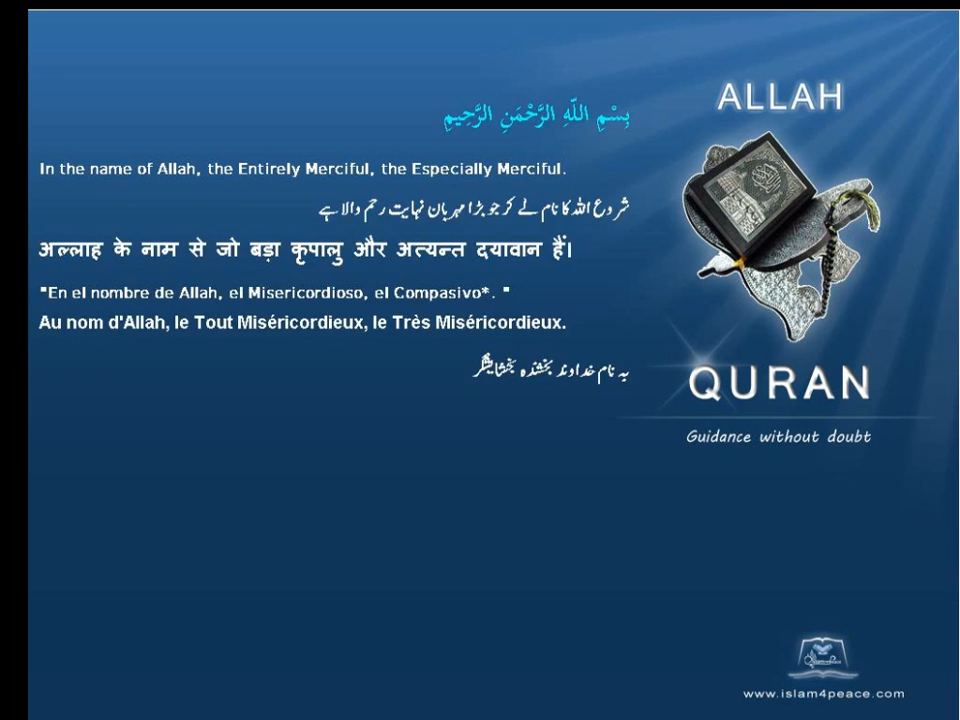 بِسْمِ اللَّهِ الرَّحْمَنِ الرَّحِيمِ
In the name of Allah, the Entirely Merciful, the Especially Merciful.
شروع الله کا نام لے کر جو بڑا مہربان نہایت رحم والا ہے
अल्लाह के नाम से जो बड़ा कृपालु और अत्यन्त दयावान हैं।
"En el nombre de Allah, el Misericordioso, el Compasivo*. "
Au nom d'Allah, le Tout Miséricordieux, le Très Miséricordieux.
به نام خداوند بخشنده بخشایشگر
ALLAH
QURAN
Guidance without doubt
www.islam4peace.com